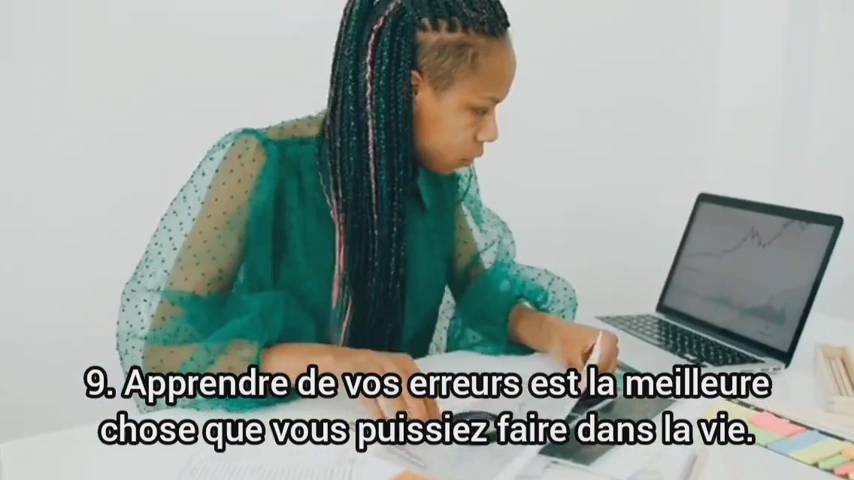 9. Apprendre de vos erreurs est la meilleure
chose que vous puissiez faire dans la vie.